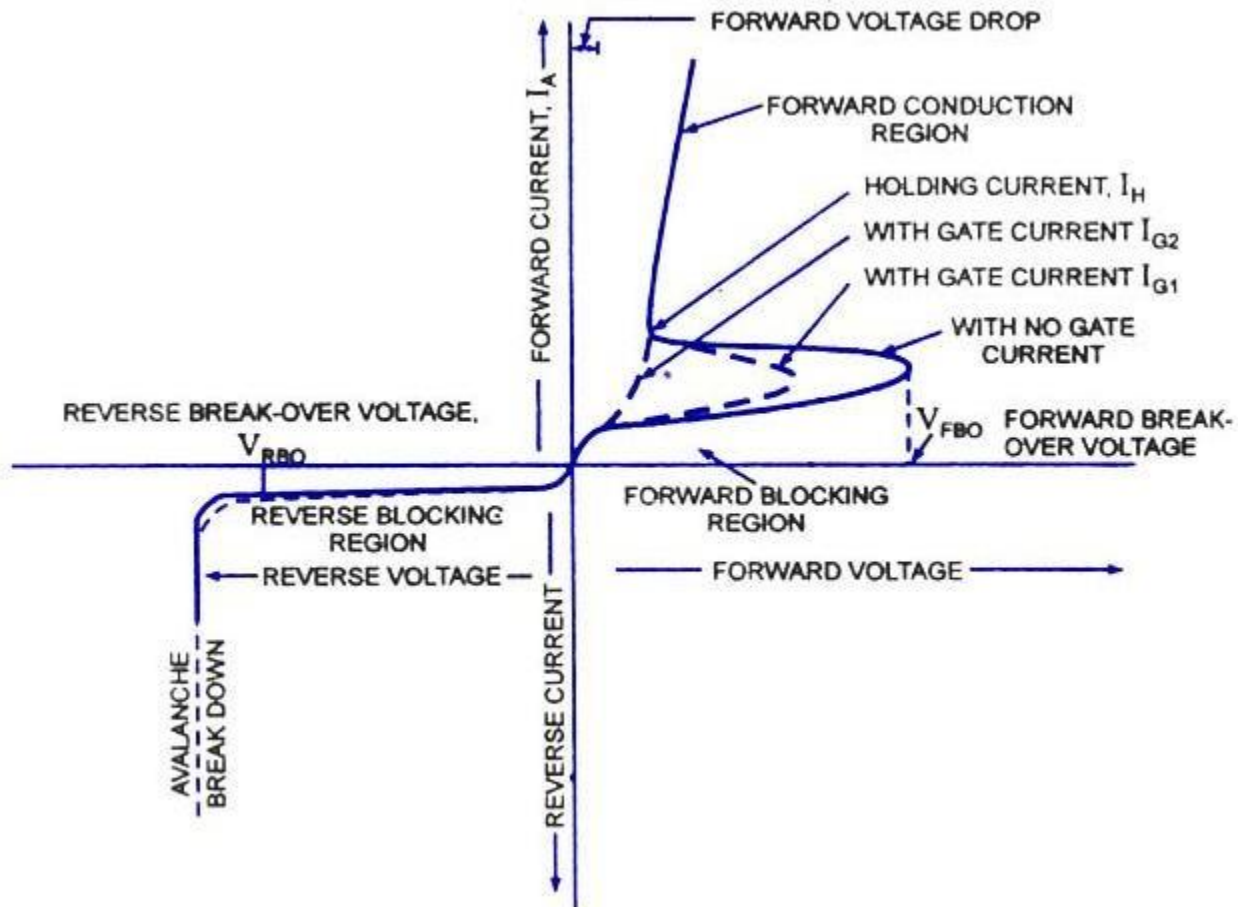 FORWARD VOLTAGE DROP
FORWARD CURRENT, I_A
FORWARD CONDUCTION
REGION
HOLDING CURRENT, I_H
WITH GATE CURRENT I_G2
WITH GATE CURRENT I_G1
WITH NO GATE
CURRENT
REVERSE BREAK-OVER VOLTAGE,
V_RBO
V_FBO
FORWARD BREAK-
OVER VOLTAGE
REVERSE BLOCKING
REGION
FORWARD BLOCKING
REGION
REVERSE VOLTAGE
FORWARD VOLTAGE
AVALANCHE
BREAK DOWN
REVERSE CURRENT